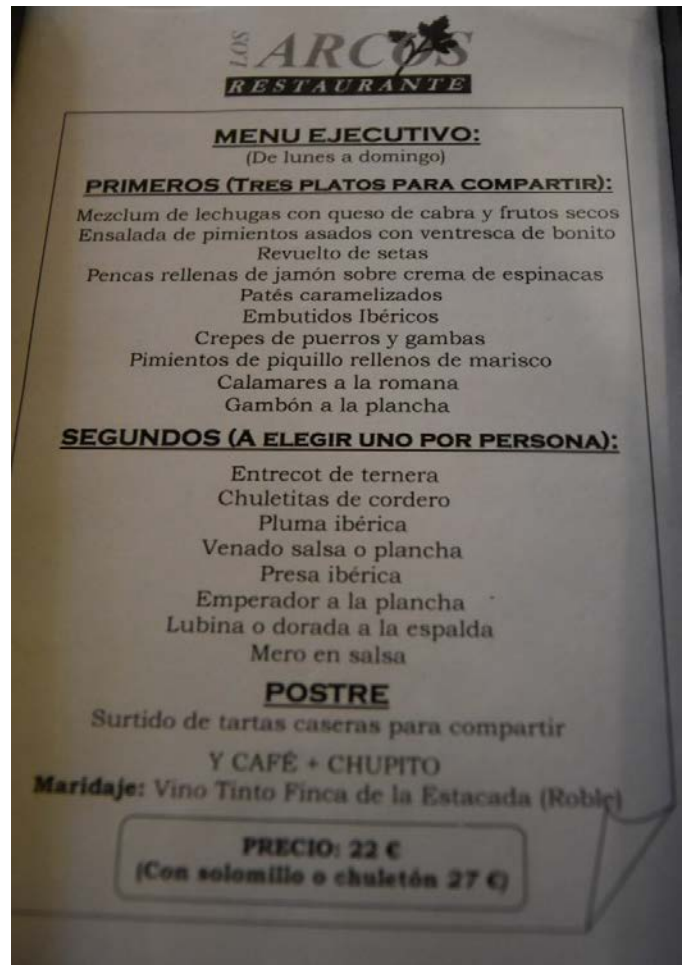 LOS ARCOS
RESTAURANTE
MENU EJECUTIVO:
(De lunes a domingo)
PRIMEROS (TRES PLATOS PARA COMPARTIR):
Mezclum de lechugas con queso de cabra y frutos secos
Ensalada de pimientos asados con ventresca de bonito
Revuelto de setas
Pencas rellenas de jamón sobre crema de espinacas
Patés caramelizados
Embutidos Ibéricos
Crepes de puerros y gambas
Pimientos de piquillo rellenos de marisco
Calamares a la romana
Gambón a la plancha
SEGUNDOS (A ELEGIR UNO POR PERSONA):
Entrecot de ternera
Chuletitas de cordero
Pluma ibérica
Venado salsa o plancha
Presa ibérica
Emperador a la plancha
Lubina o dorada a la espalda
Mero en salsa
POSTRE
Surtido de tartas caseras para compartir
Y CAFÉ + CHUPITO
Maridaje: Vino Tinto Finca de la Estacada (Roble)
PRECIO: 22 €
(Con solomillo o chuletón 27 €)